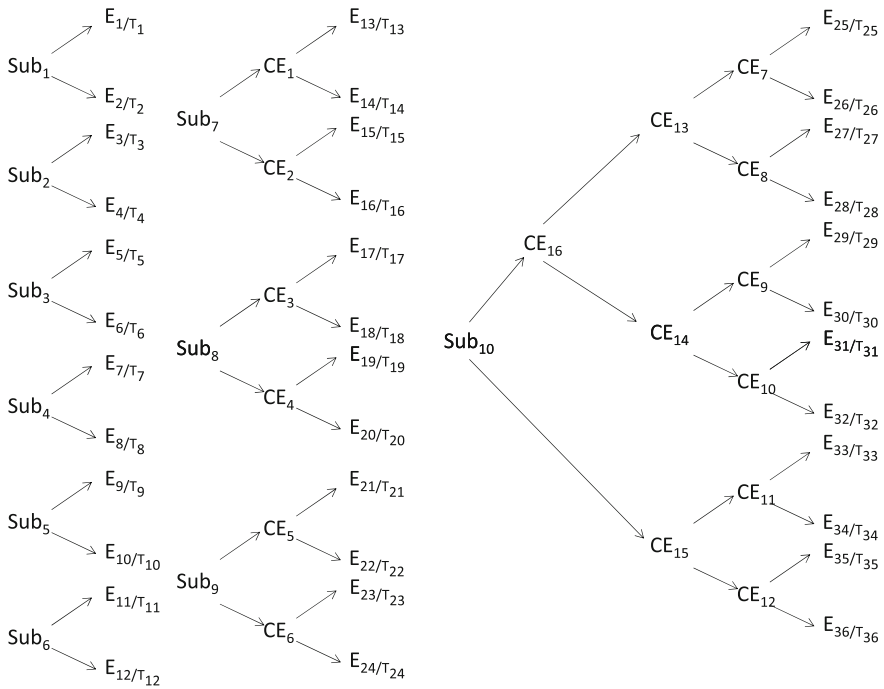 Sub₁
E₁/T₁
E₂/T₂
Sub₂
E₃/T₃
E₄/T₄
Sub₃
E₅/T₅
E₆/T₆
Sub₄
E₇/T₇
E₈/T₈
Sub₅
E₉/T₉
E₁₀/T₁₀
Sub₆
E₁₁/T₁₁
E₁₂/T₁₂
Sub₇
CE₁
E₁₃/T₁₃
E₁₄/T₁₄
CE₂
E₁₅/T₁₅
E₁₆/T₁₆
Sub₈
CE₃
E₁₇/T₁₇
E₁₈/T₁₈
CE₄
E₁₉/T₁₉
E₂₀/T₂₀
Sub₉
CE₅
E₂₁/T₂₁
E₂₂/T₂₂
CE₆
E₂₃/T₂₃
E₂₄/T₂₄
Sub₁₀
CE₁₆
CE₁₃
CE₇
E₂₅/T₂₅
E₂₆/T₂₆
CE₈
E₂₇/T₂₇
E₂₈/T₂₈
CE₁₄
CE₉
E₂₉/T₂₉
E₃₀/T₃₀
CE₁₀
E₃₁/T₃₁
E₃₂/T₃₂
CE₁₅
CE₁₁
E₃₃/T₃₃
E₃₄/T₃₄
CE₁₂
E₃₅/T₃₅
E₃₆/T₃₆